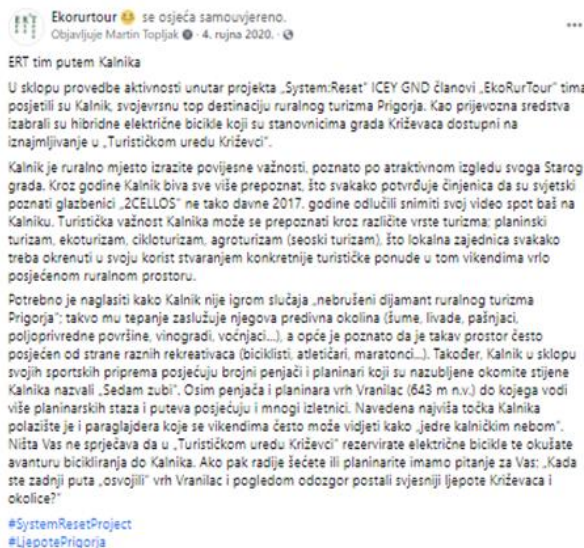 Ekorurtour 😊 se osjeća samouvjereno.
Objavljuje Martin Topljak · 4. rujna 2020. ·
ERT tim putem Kalnika
U sklopu provedbe aktivnosti unutar projekta „System:Reset" ICEY GND članovi „EkoRurTour" tima
posjetili su Kalnik, svojevrsnu top destinaciju ruralnog turizma Prigorja. Kao prijevozna sredstva
izabrali su hibridne električne bicikle koji su stanovnicima grada Križevaca dostupni na
iznajmljivanje u „Turističkom uredu Križevci".
Kalnik je ruralno mjesto izrazite povijesne važnosti, poznato po atraktivnom izgledu svoga Starog
grada. Kroz godine Kalnik biva sve više prepoznat, što svakako potvrđuje činjenica da su svjetski
poznati glazbenici „2CELLOS" ne tako davne 2017. godine odlučili snimiti svoj video spot baš na
Kalniku. Turistička važnost Kalnika može se prepoznati kroz različite vrste turizma; planinski
turizam, ekoturizam, cikloturizam, agroturizam (seoski turizam), što lokalna zajednica svakako
treba okrenuti u svoju korist stvaranjem konkretnije turističke ponude u tom vikendima vrlo
posjećenom ruralnom prostoru.
Potrebno je naglasiti kako Kalnik nije igrom slučaja „nebrušeni dijamant ruralnog turizma
Prigorja"; takvo mu tepanje zaslužuje njegova predivna okolina (šume, livade, pašnjaci,
poljoprivredne površine, vinogradi, voćnjaci...), a opće je poznato da je takav prostor često
posjećen od strane raznih rekreativaca (biciklisti, atletičari, maratonci...). Također, Kalnik u sklopu
svojih sportskih priprema posjećuju brojni penjači i planinari koji su nazubljene okomite stijene
Kalnika nazvali „Sedam zubi". Osim penjača i planinara vrh Vranilac (643 m n.v.) do kojega vodi
više planinarskih staza i puteva posjećuju i mnogi izletnici. Navedena najviša točka Kalnika
polazište je i paraglajdera koje se vikendima često može vidjeti kako „jedre kalničkim nebom".
Ništa Vas ne sprječava da u „Turističkom uredu Križevci" rezervirate električne bicikle te okušate
avanturu bicikliranja do Kalnika. Ako pak radije šećete ili planinarite imamo pitanje za Vas: „Kada
ste zadnji puta „osvojili" vrh Vranilac i pogledom odozgor postali svjesniji ljepote Križevaca i
okolice?"
#SystemResetProject
#LjepotePrigorja